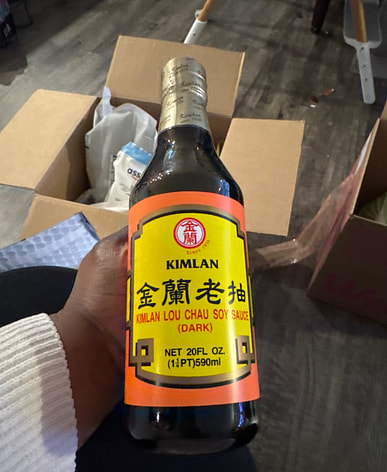 金蘭
KIMLAN
金蘭老抽
KIMLAN LOU CHAU SOY SAUCE
(DARK)
NET 20FL OZ.
(1¼PT)590ml